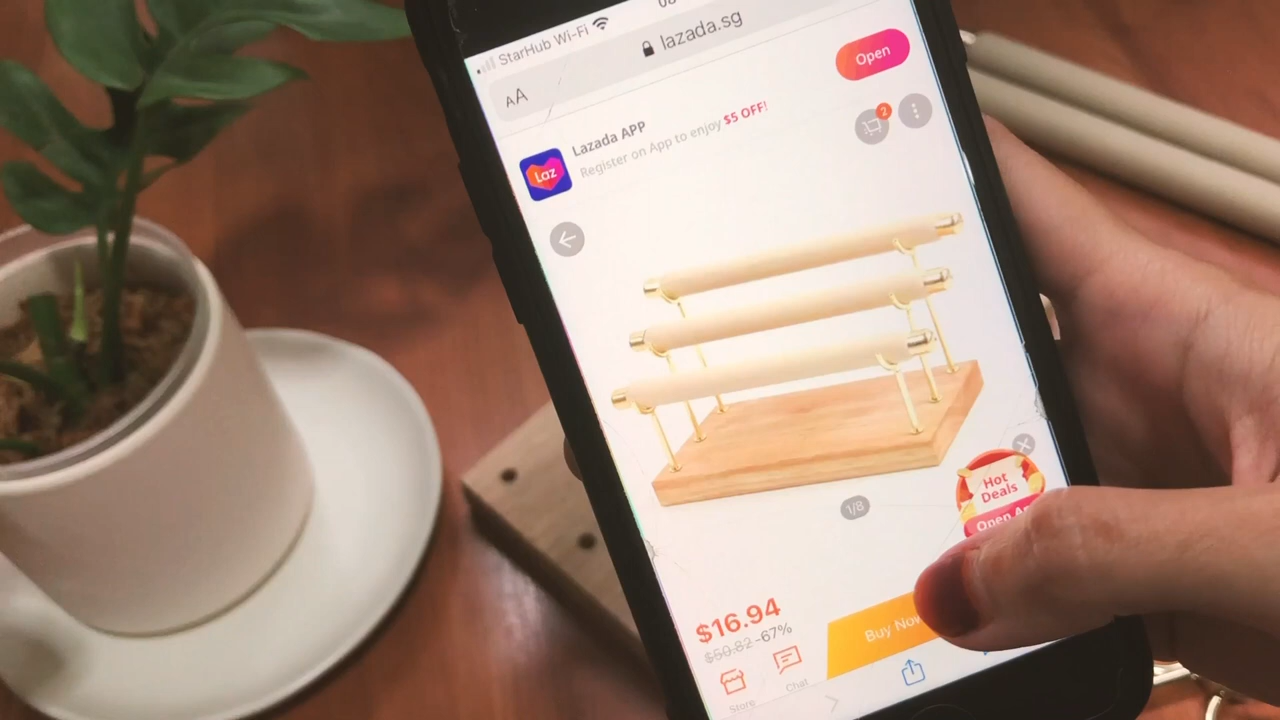 StarHub Wi-Fi
lazada.sg
AA
Open
Laz
Lazada APP
Register on App to enjoy $5 OFF!
2
Hot
Deals
Open
1/8
$16.94
$50.82 -67%
Buy Now
Store
Chat